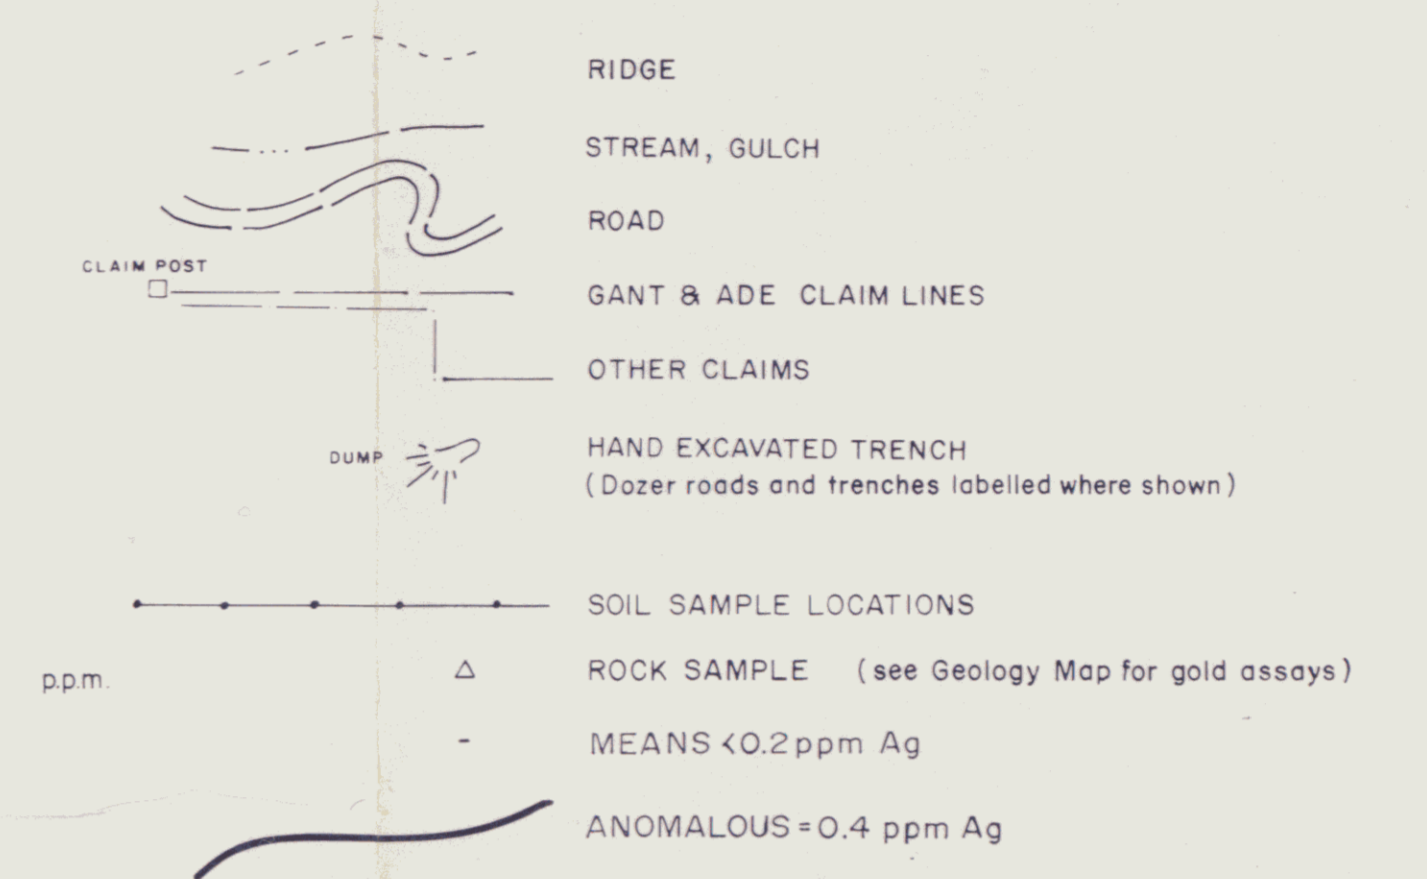 RIDGE
STREAM, GULCH
ROAD
CLAIM POST
GANT & ADE CLAIM LINES
OTHER CLAIMS
DUMP
HAND EXCAVATED TRENCH
(Dozer roads and trenches labelled where shown)
SOIL SAMPLE LOCATIONS
p.p.m.
ROCK SAMPLE (see Geology Map for gold assays)
- MEANS <0.2ppm Ag
ANOMALOUS = 0.4 ppm Ag